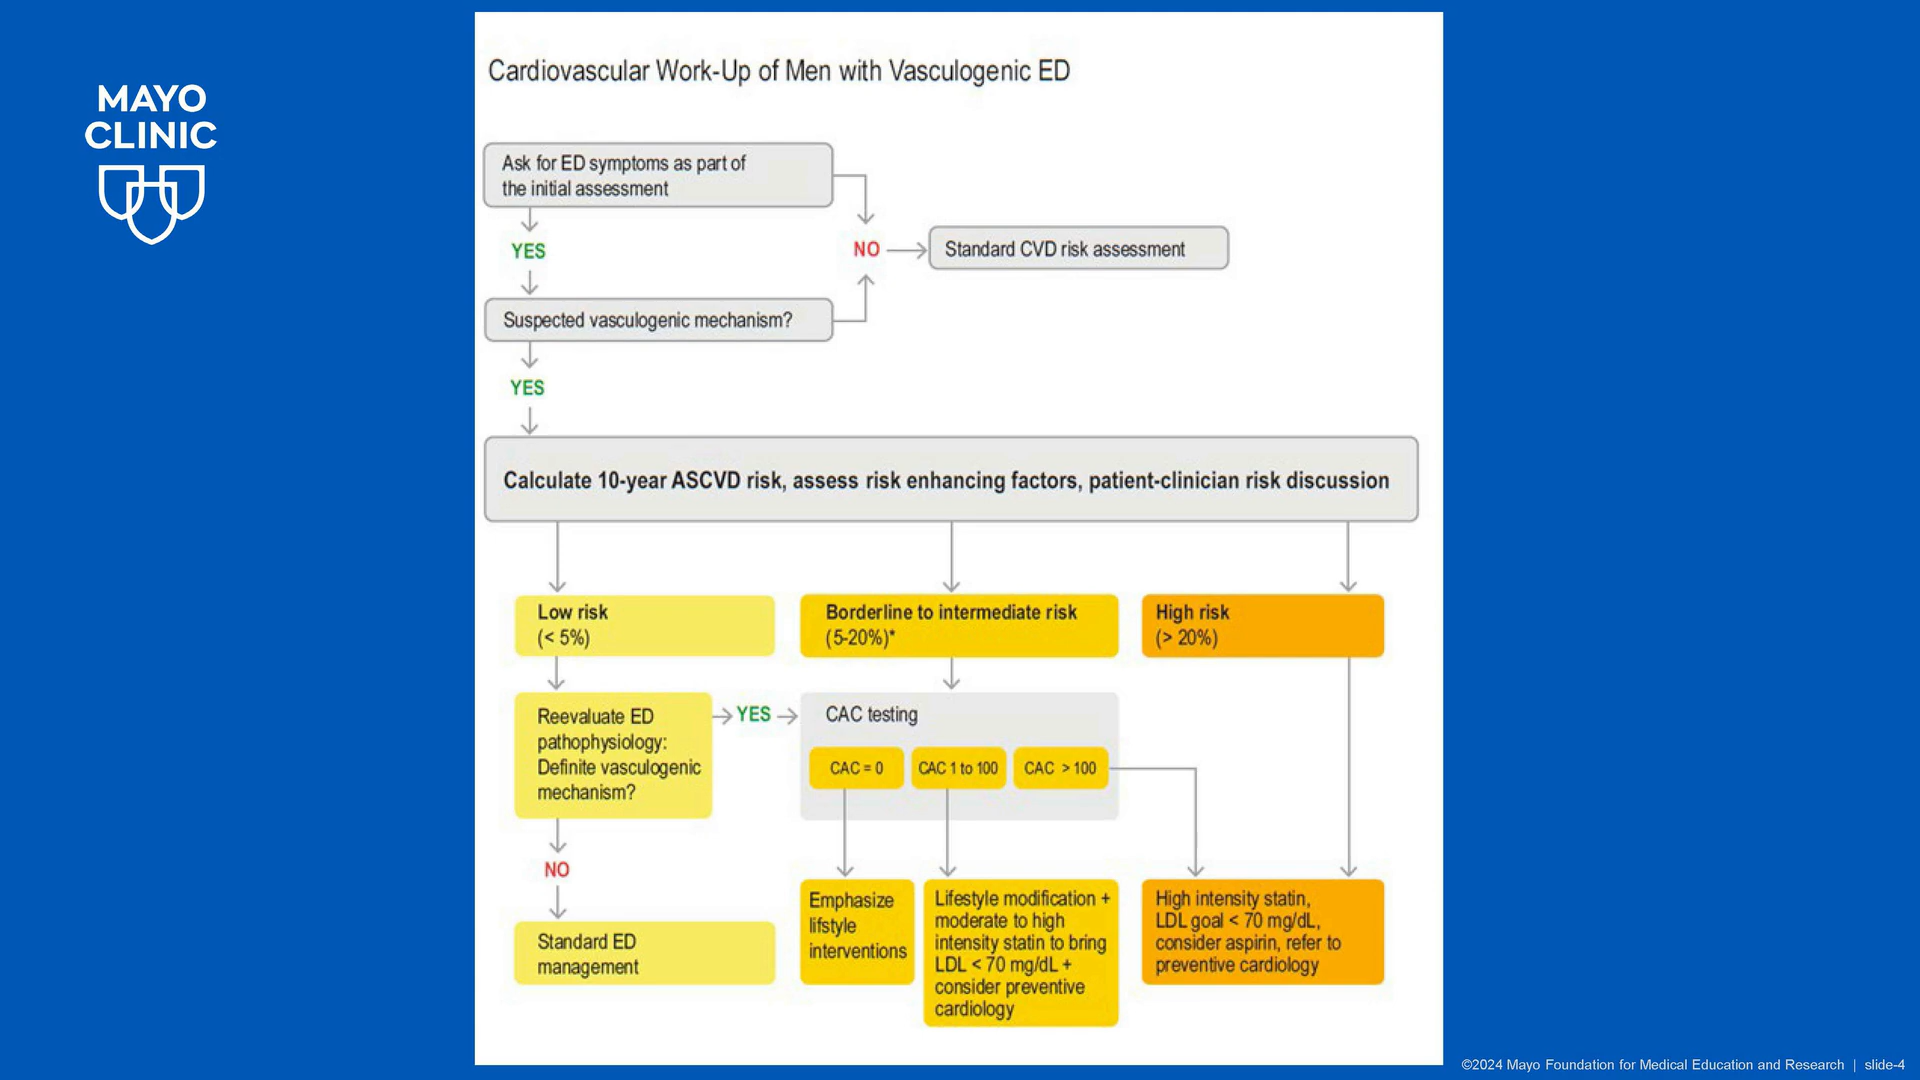 MAYO
CLINIC
Cardiovascular Work-Up of Men with Vasculogenic ED
Ask for ED symptoms as part of
the initial assessment
YES
NO
Standard CVD risk assessment
Suspected vasculogenic mechanism?
YES
Calculate 10-year ASCVD risk, assess risk enhancing factors, patient-clinician risk discussion
Low risk
(< 5%)
Borderline to intermediate risk
(5-20%)*
High risk
(> 20%)
Reevaluate ED
pathophysiology:
Definite vasculogenic
mechanism?
YES
CAC testing
CAC = 0
CAC 1 to 100
CAC > 100
NO
Standard ED
management
Emphasize
lifstyle
interventions
Lifestyle modification +
moderate to high
intensity statin to bring
LDL < 70 mg/dL +
consider preventive
cardiology
High intensity statin,
LDL goal < 70 mg/dL,
consider aspirin, refer to
preventive cardiology
©2024 Mayo Foundation for Medical Education and Research | slide-4